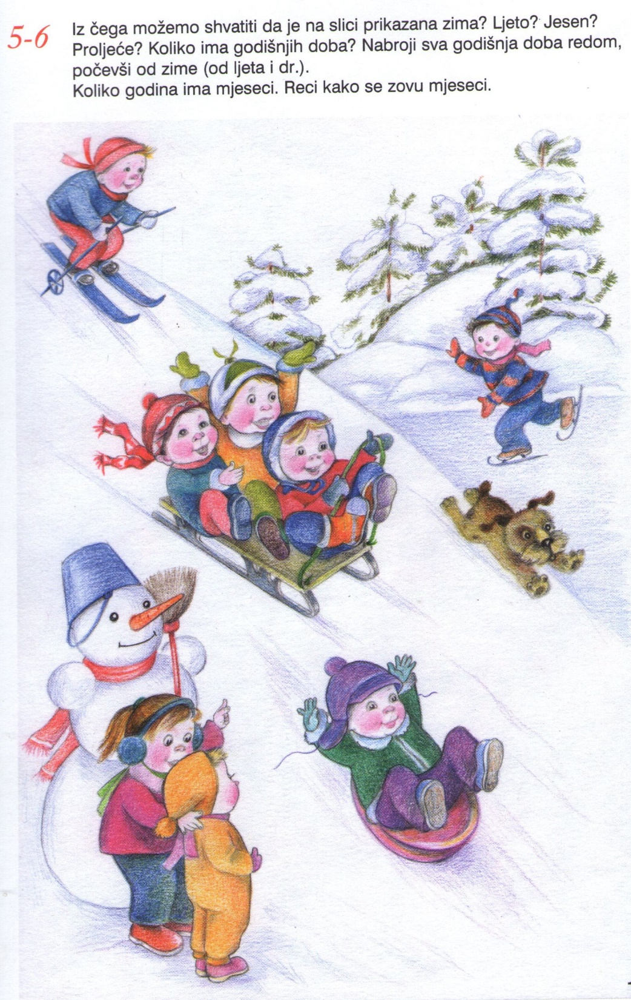 5-6
Iz čega možemo shvatiti da je na slici prikazana zima? Ljeto? Jesen?
Proljeće? Koliko ima godišnjih doba? Nabroji sva godišnja doba redom,
počevši od zime (od ljeta i dr.).
Koliko godina ima mjeseci. Reci kako se zovu mjeseci.